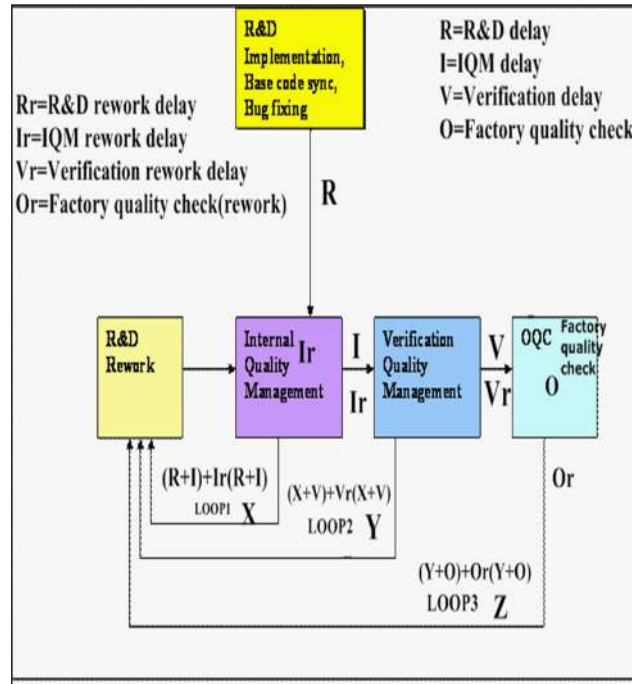 R&D
Implementation,
Base code sync,
Bug fixing
R=R&D delay
I=IQM delay
V=Verification delay
O=Factory quality check
Rr=R&D rework delay
Ir=IQM rework delay
Vr=Verification rework delay
Or=Factory quality check(rework)
R
R&D
Rework
Internal
Quality
Management
Ir
I
Ir
Verification
Quality
Management
V
Vr
OQC Factory
quality
check
O
Or
(R+I)+Ir(R+I)
LOOP1 X
(X+V)+Vr(X+V)
LOOP2 Y
(Y+O)+Or(Y+O)
LOOP3 Z